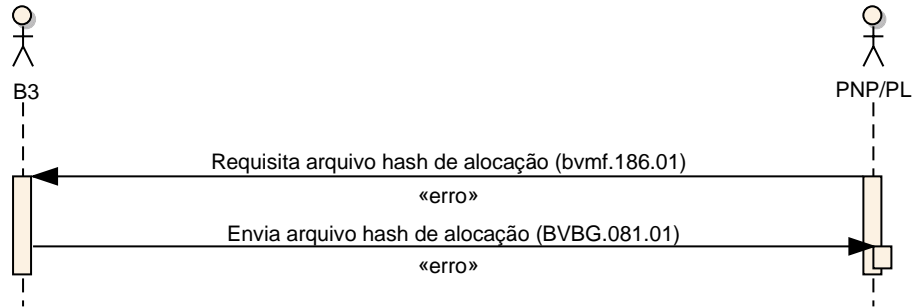 B3
PNP/PL
Requisita arquivo hash de alocação (bvmf.186.01)
«erro»
Envia arquivo hash de alocação (BVBG.081.01)
«erro»